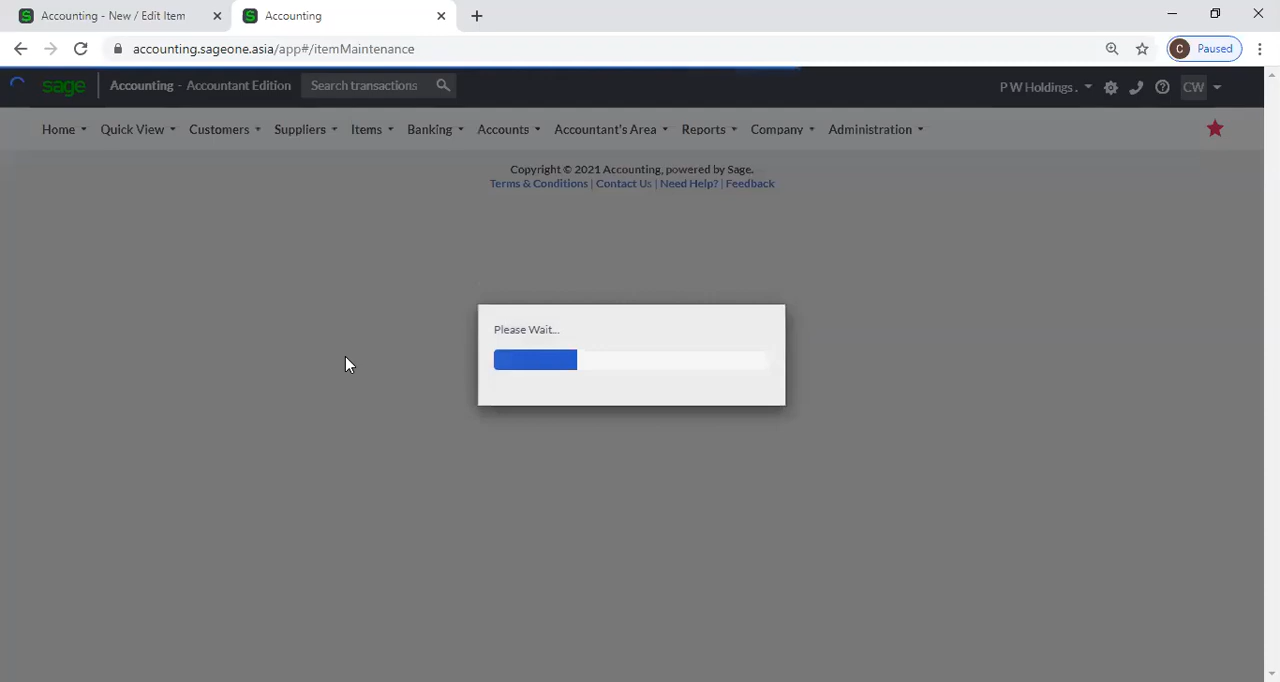 Accounting - New / Edit Item
Accounting
accounting.sageone.asia/app#/itemMaintenance
C Paused
sage Accounting - Accountant Edition Search transactions P W Holdings . CW
Home Quick View Customers Suppliers Items Banking Accounts Accountant's Area Reports Company Administration
Copyright © 2021 Accounting, powered by Sage.
Terms & Conditions | Contact Us | Need Help? | Feedback
Please Wait...